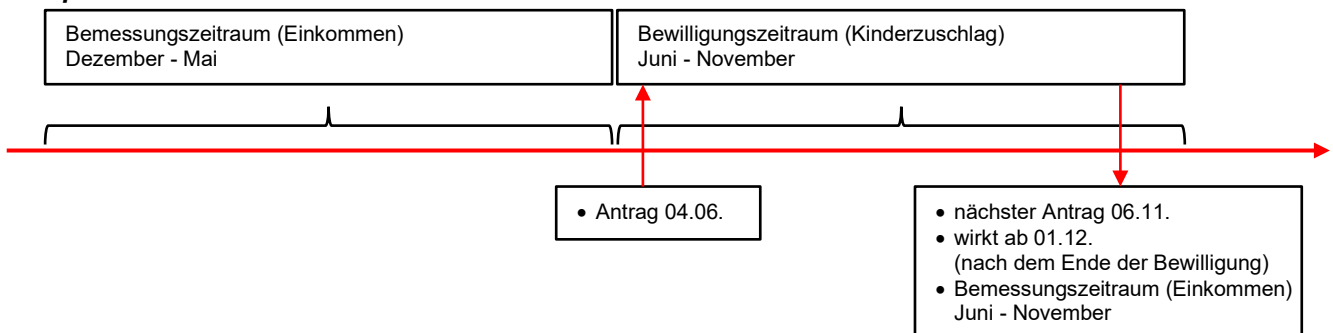 Bemessungszeitraum (Einkommen)
Dezember - Mai
Bewilligungszeitraum (Kinderzuschlag)
Juni - November
• Antrag 04.06.
• nächster Antrag 06.11.
• wirkt ab 01.12.
(nach dem Ende der Bewilligung)
• Bemessungszeitraum (Einkommen)
Juni - November